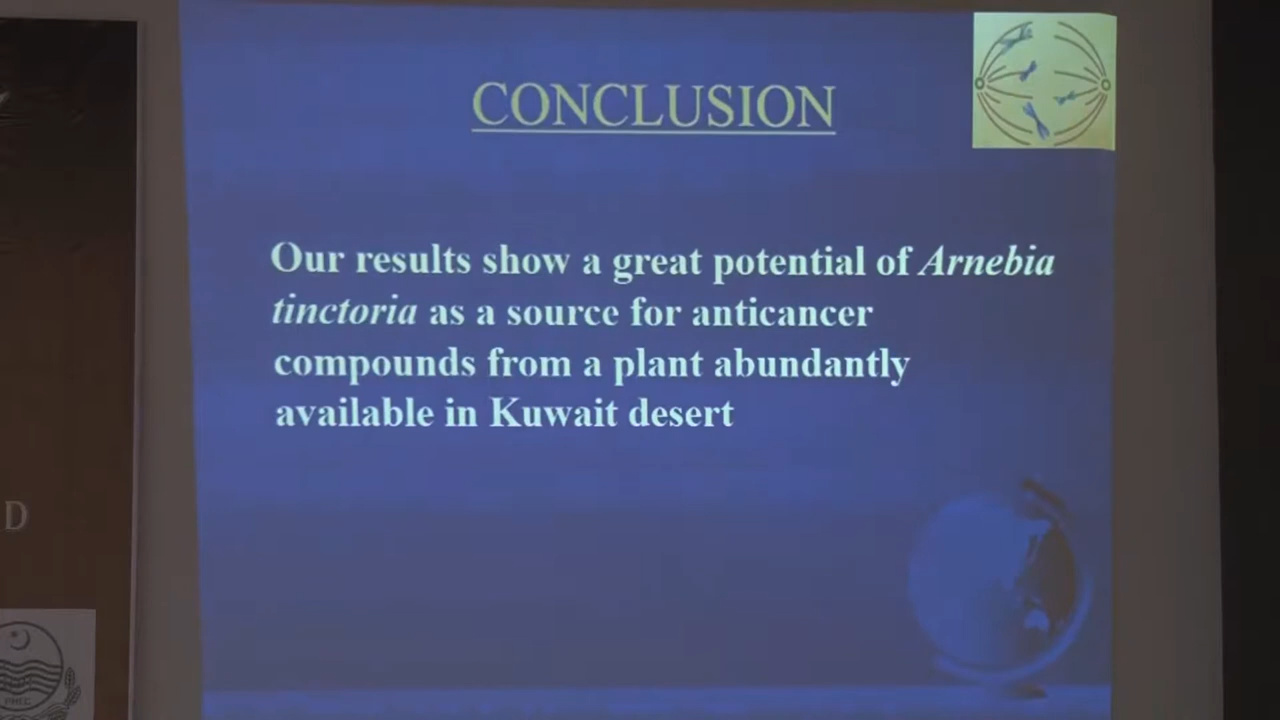 CONCLUSION
Our results show a great potential of Arnebia
tinctoria as a source for anticancer
compounds from a plant abundantly
available in Kuwait desert
D
PHEC